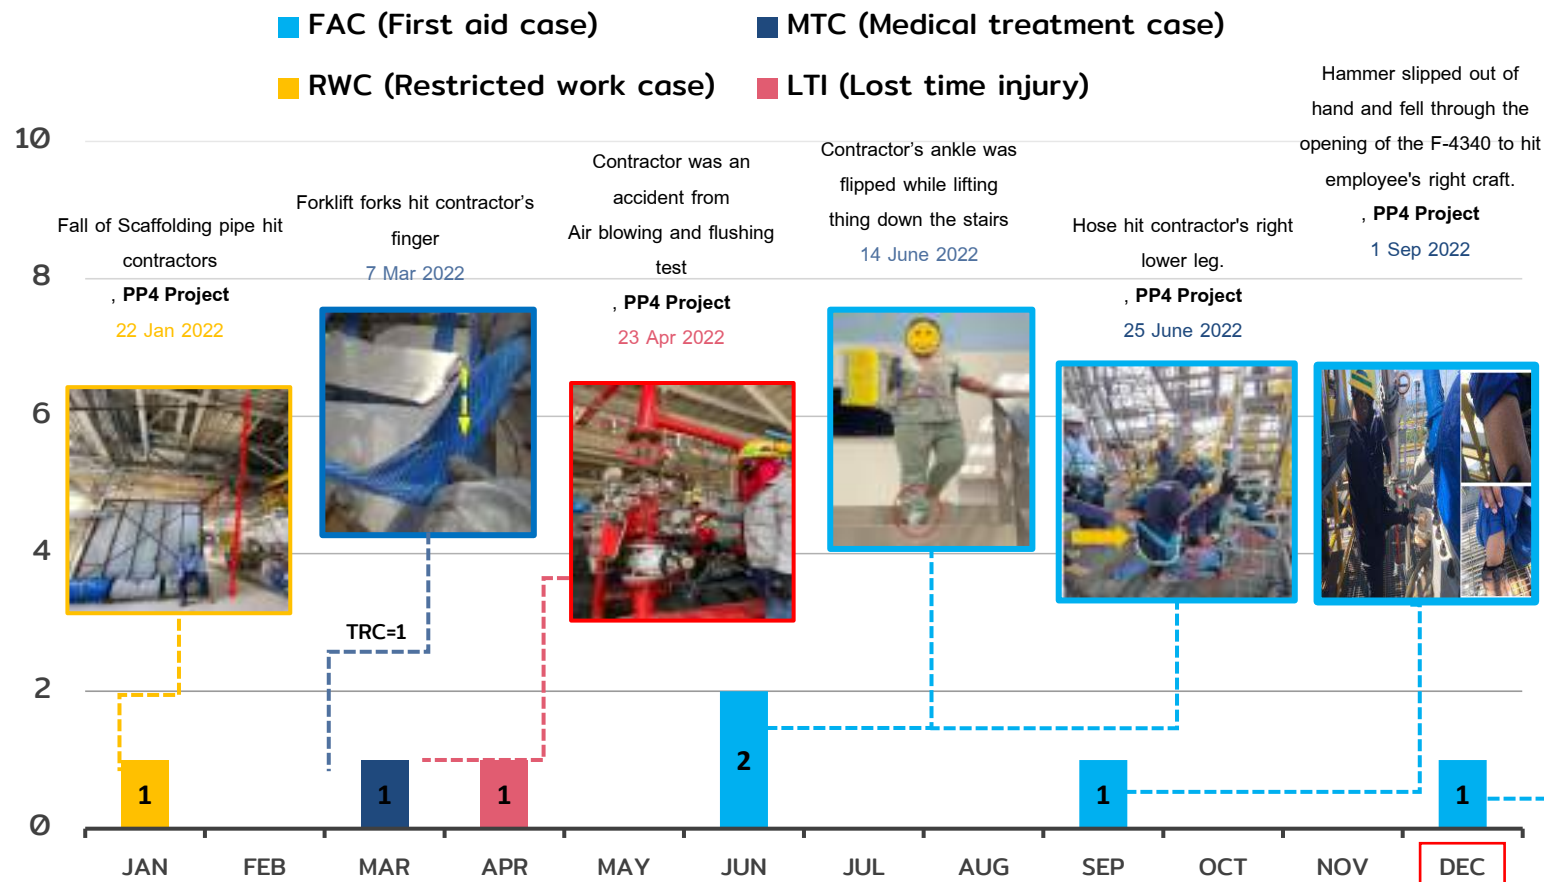 FAC (First aid case)
MTC (Medical treatment case)
RWC (Restricted work case)
LTI (Lost time injury)
10
8
6
4
2
0
Fall of Scaffolding pipe hit
contractors
, PP4 Project
22 Jan 2022
Forklift forks hit contractor’s
finger
7 Mar 2022
Contractor was an
accident from
Air blowing and flushing
test
, PP4 Project
23 Apr 2022
Contractor’s ankle was
flipped while lifting
thing down the stairs
14 June 2022
Hose hit contractor's right
lower leg.
, PP4 Project
25 June 2022
Hammer slipped out of
hand and fell through the
opening of the F-4340 to hit
employee's right craft.
, PP4 Project
1 Sep 2022
TRC=1
1
1
1
2
1
1
JAN
FEB
MAR
APR
MAY
JUN
JUL
AUG
SEP
OCT
NOV
DEC